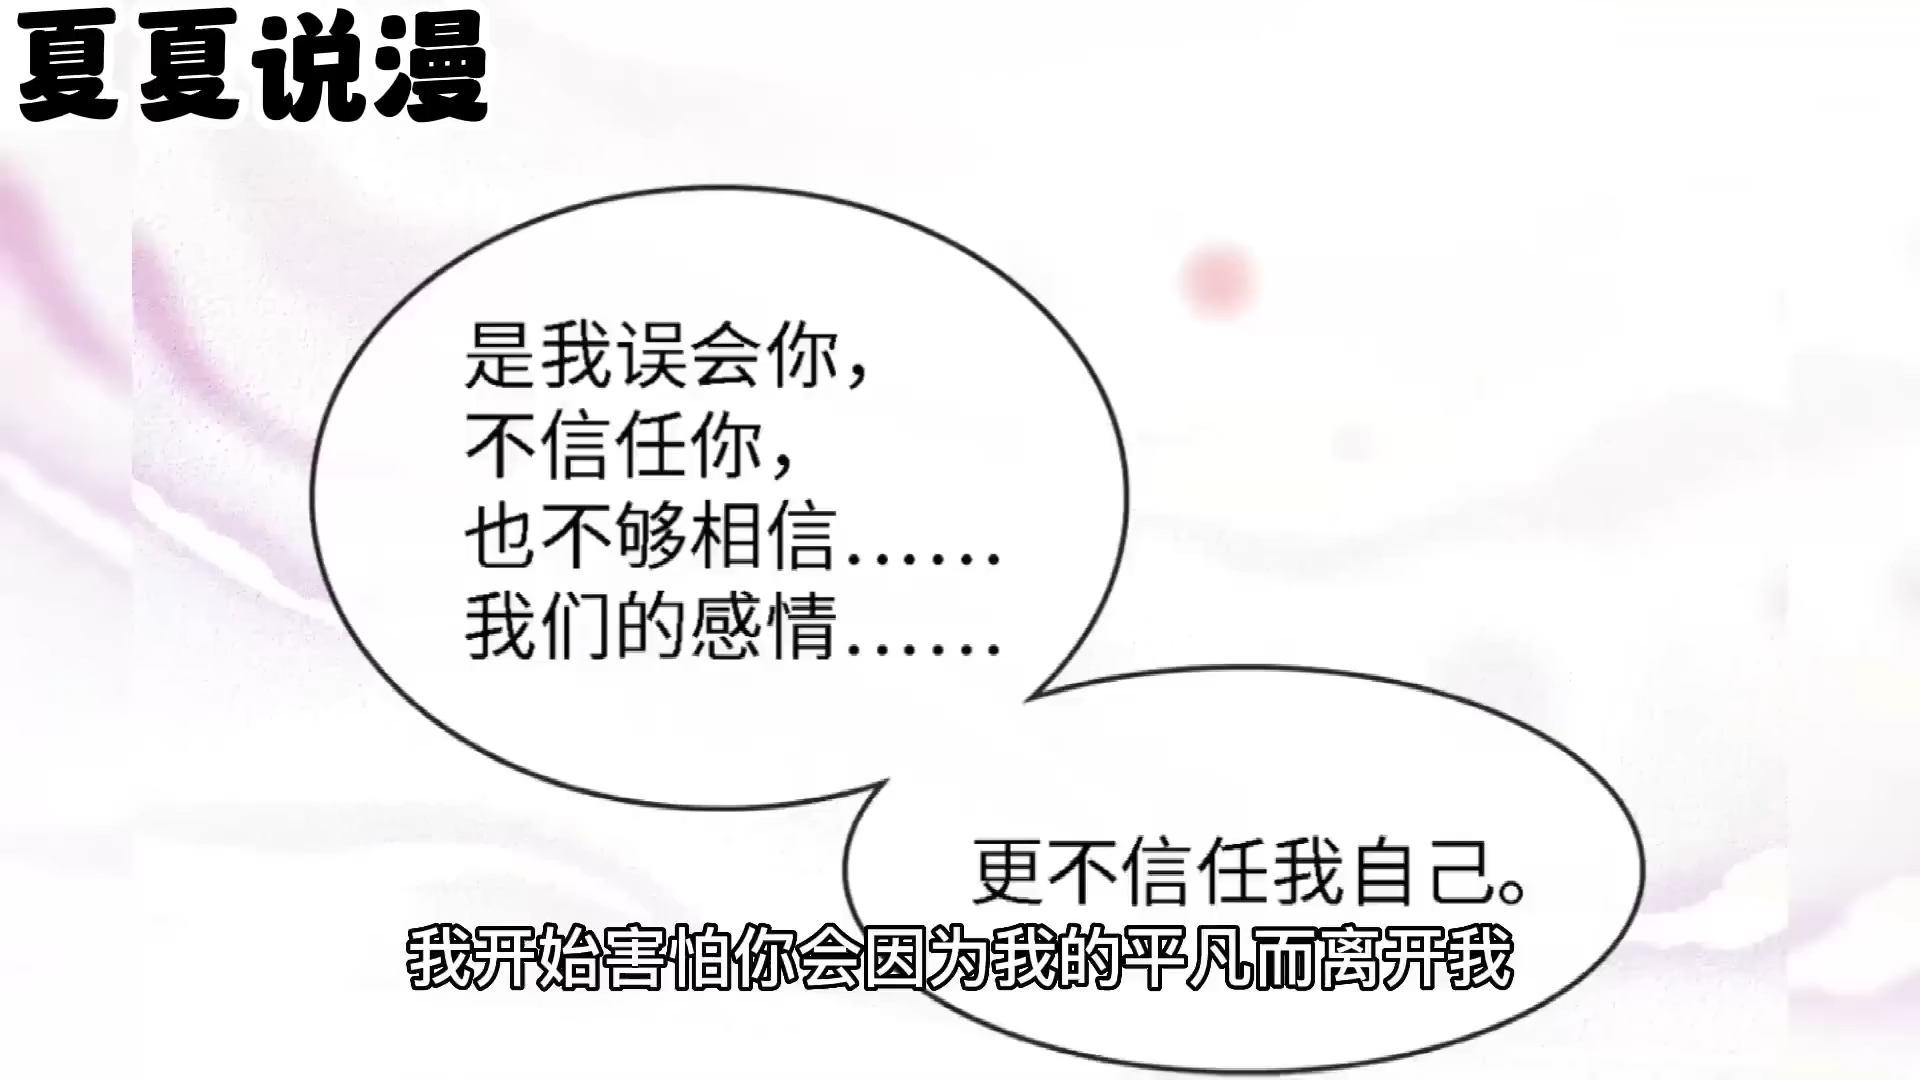 夏夏说漫
是我误会你，
不信任你，
也不够相信……
我们的感情……
更不信任我自己。
我开始害怕你会因为我的平凡而离开我